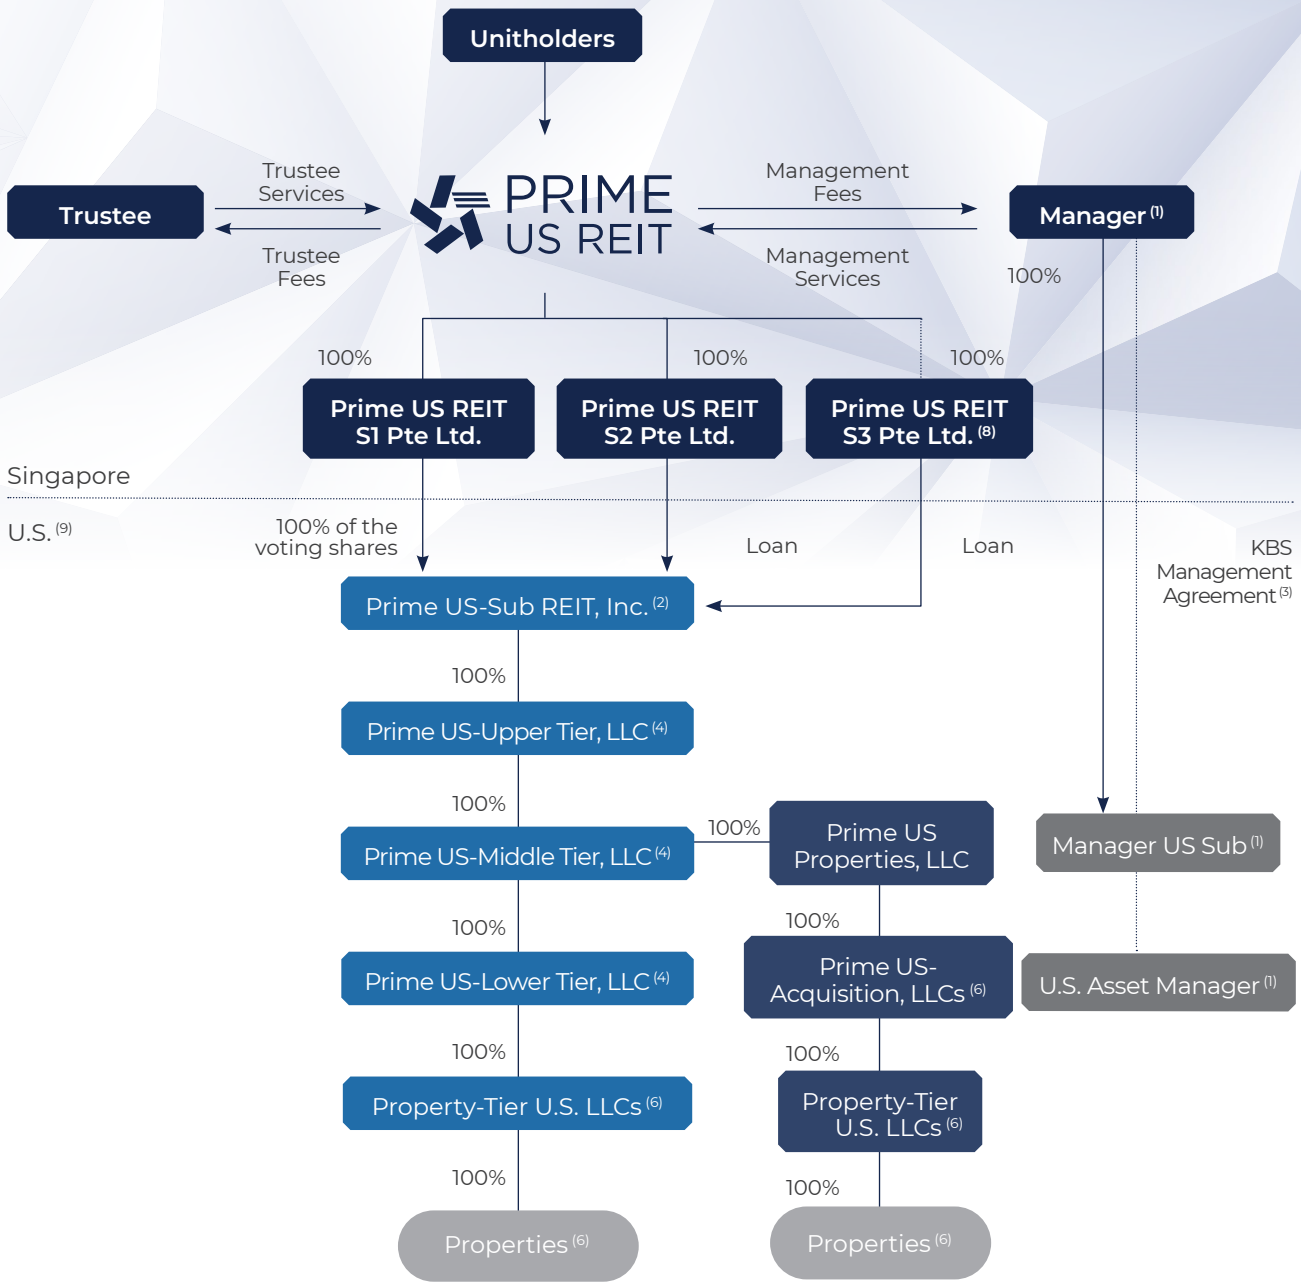 Unitholders
Trustee
Trustee
Services
Trustee
Fees
PRIME
US REIT
Management
Fees
Management
Services
Manager (1)
100%
100%
100%
100%
Prime US REIT
S1 Pte Ltd.
Prime US REIT
S2 Pte Ltd.
Prime US REIT
S3 Pte Ltd. (8)
Singapore
U.S. (9)
100% of the
voting shares
Loan
Loan
KBS
Management
Agreement (3)
Prime US-Sub REIT, Inc. (2)
100%
Prime US-Upper Tier, LLC (4)
100%
Prime US-Middle Tier, LLC (4)
100%
Prime US
Properties, LLC
Manager US Sub (1)
100%
100%
Prime US-Lower Tier, LLC (4)
Prime US-
Acquisition, LLCs (6)
U.S. Asset Manager (1)
100%
100%
Property-Tier U.S. LLCs (6)
Property-Tier
U.S. LLCs (6)
100%
100%
Properties (6)
Properties (6)